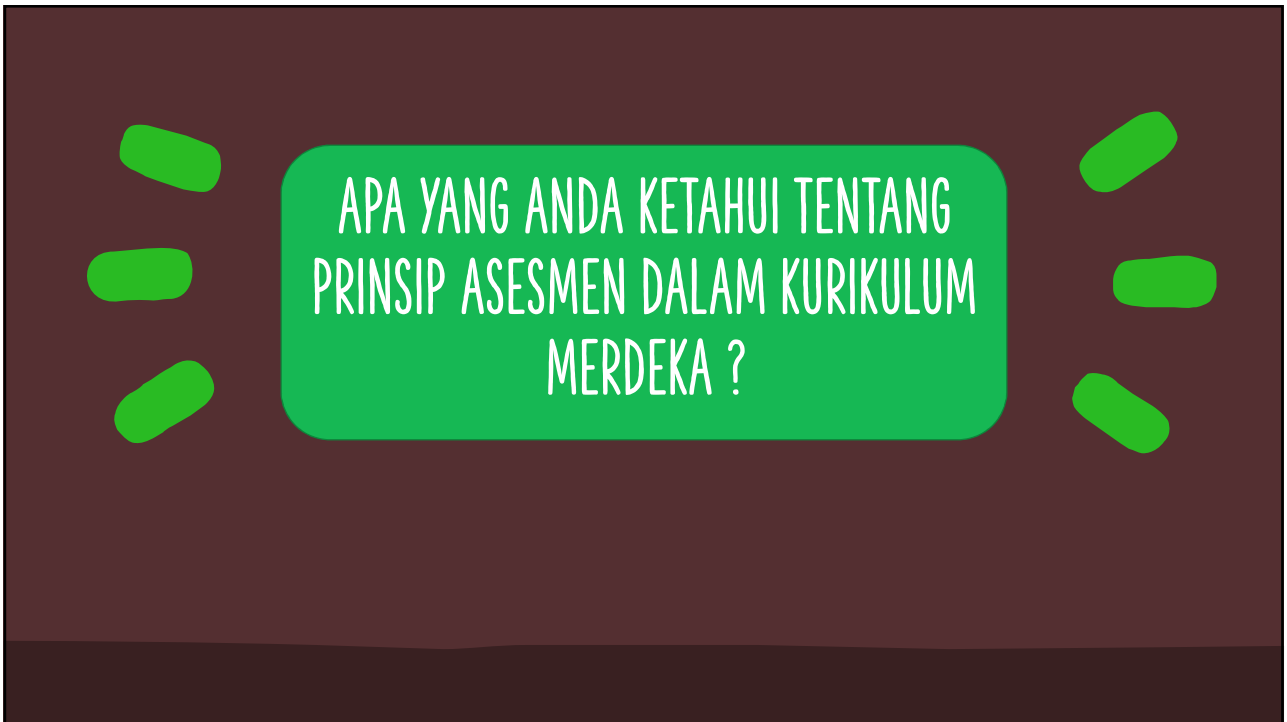 APA YANG ANDA KETAHUI TENTANG
PRINSIP ASESMEN DALAM KURIKULUM
MERDEKA ?